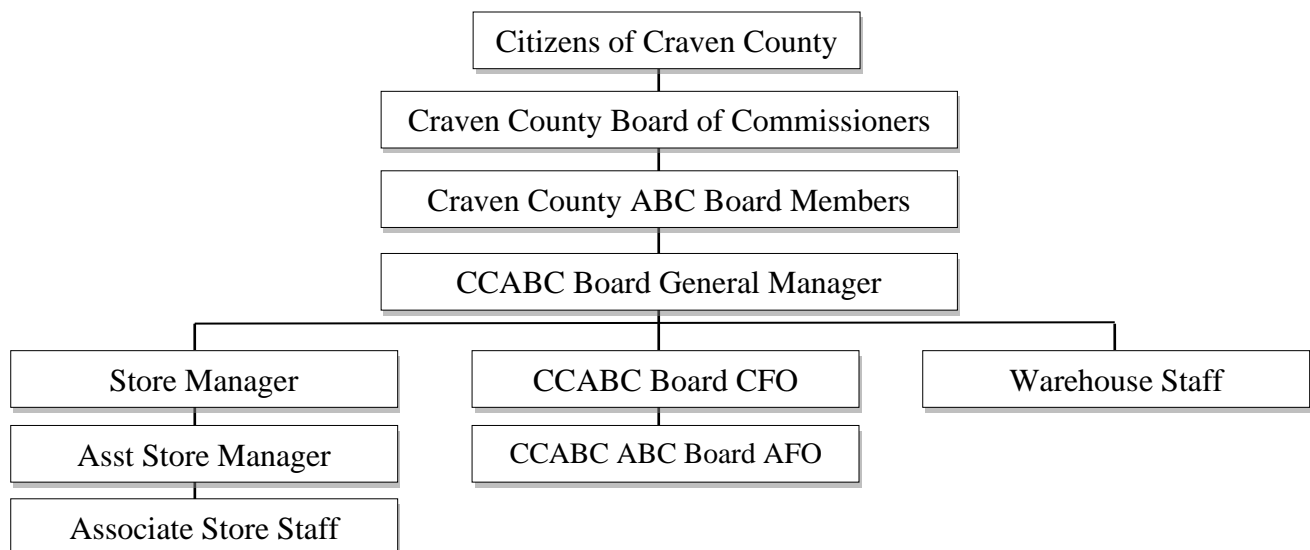 Citizens of Craven County
Craven County Board of Commissioners
Craven County ABC Board Members
CCABC Board General Manager
Store Manager
CCABC Board CFO
Warehouse Staff
Asst Store Manager
CCABC ABC Board AFO
Associate Store Staff